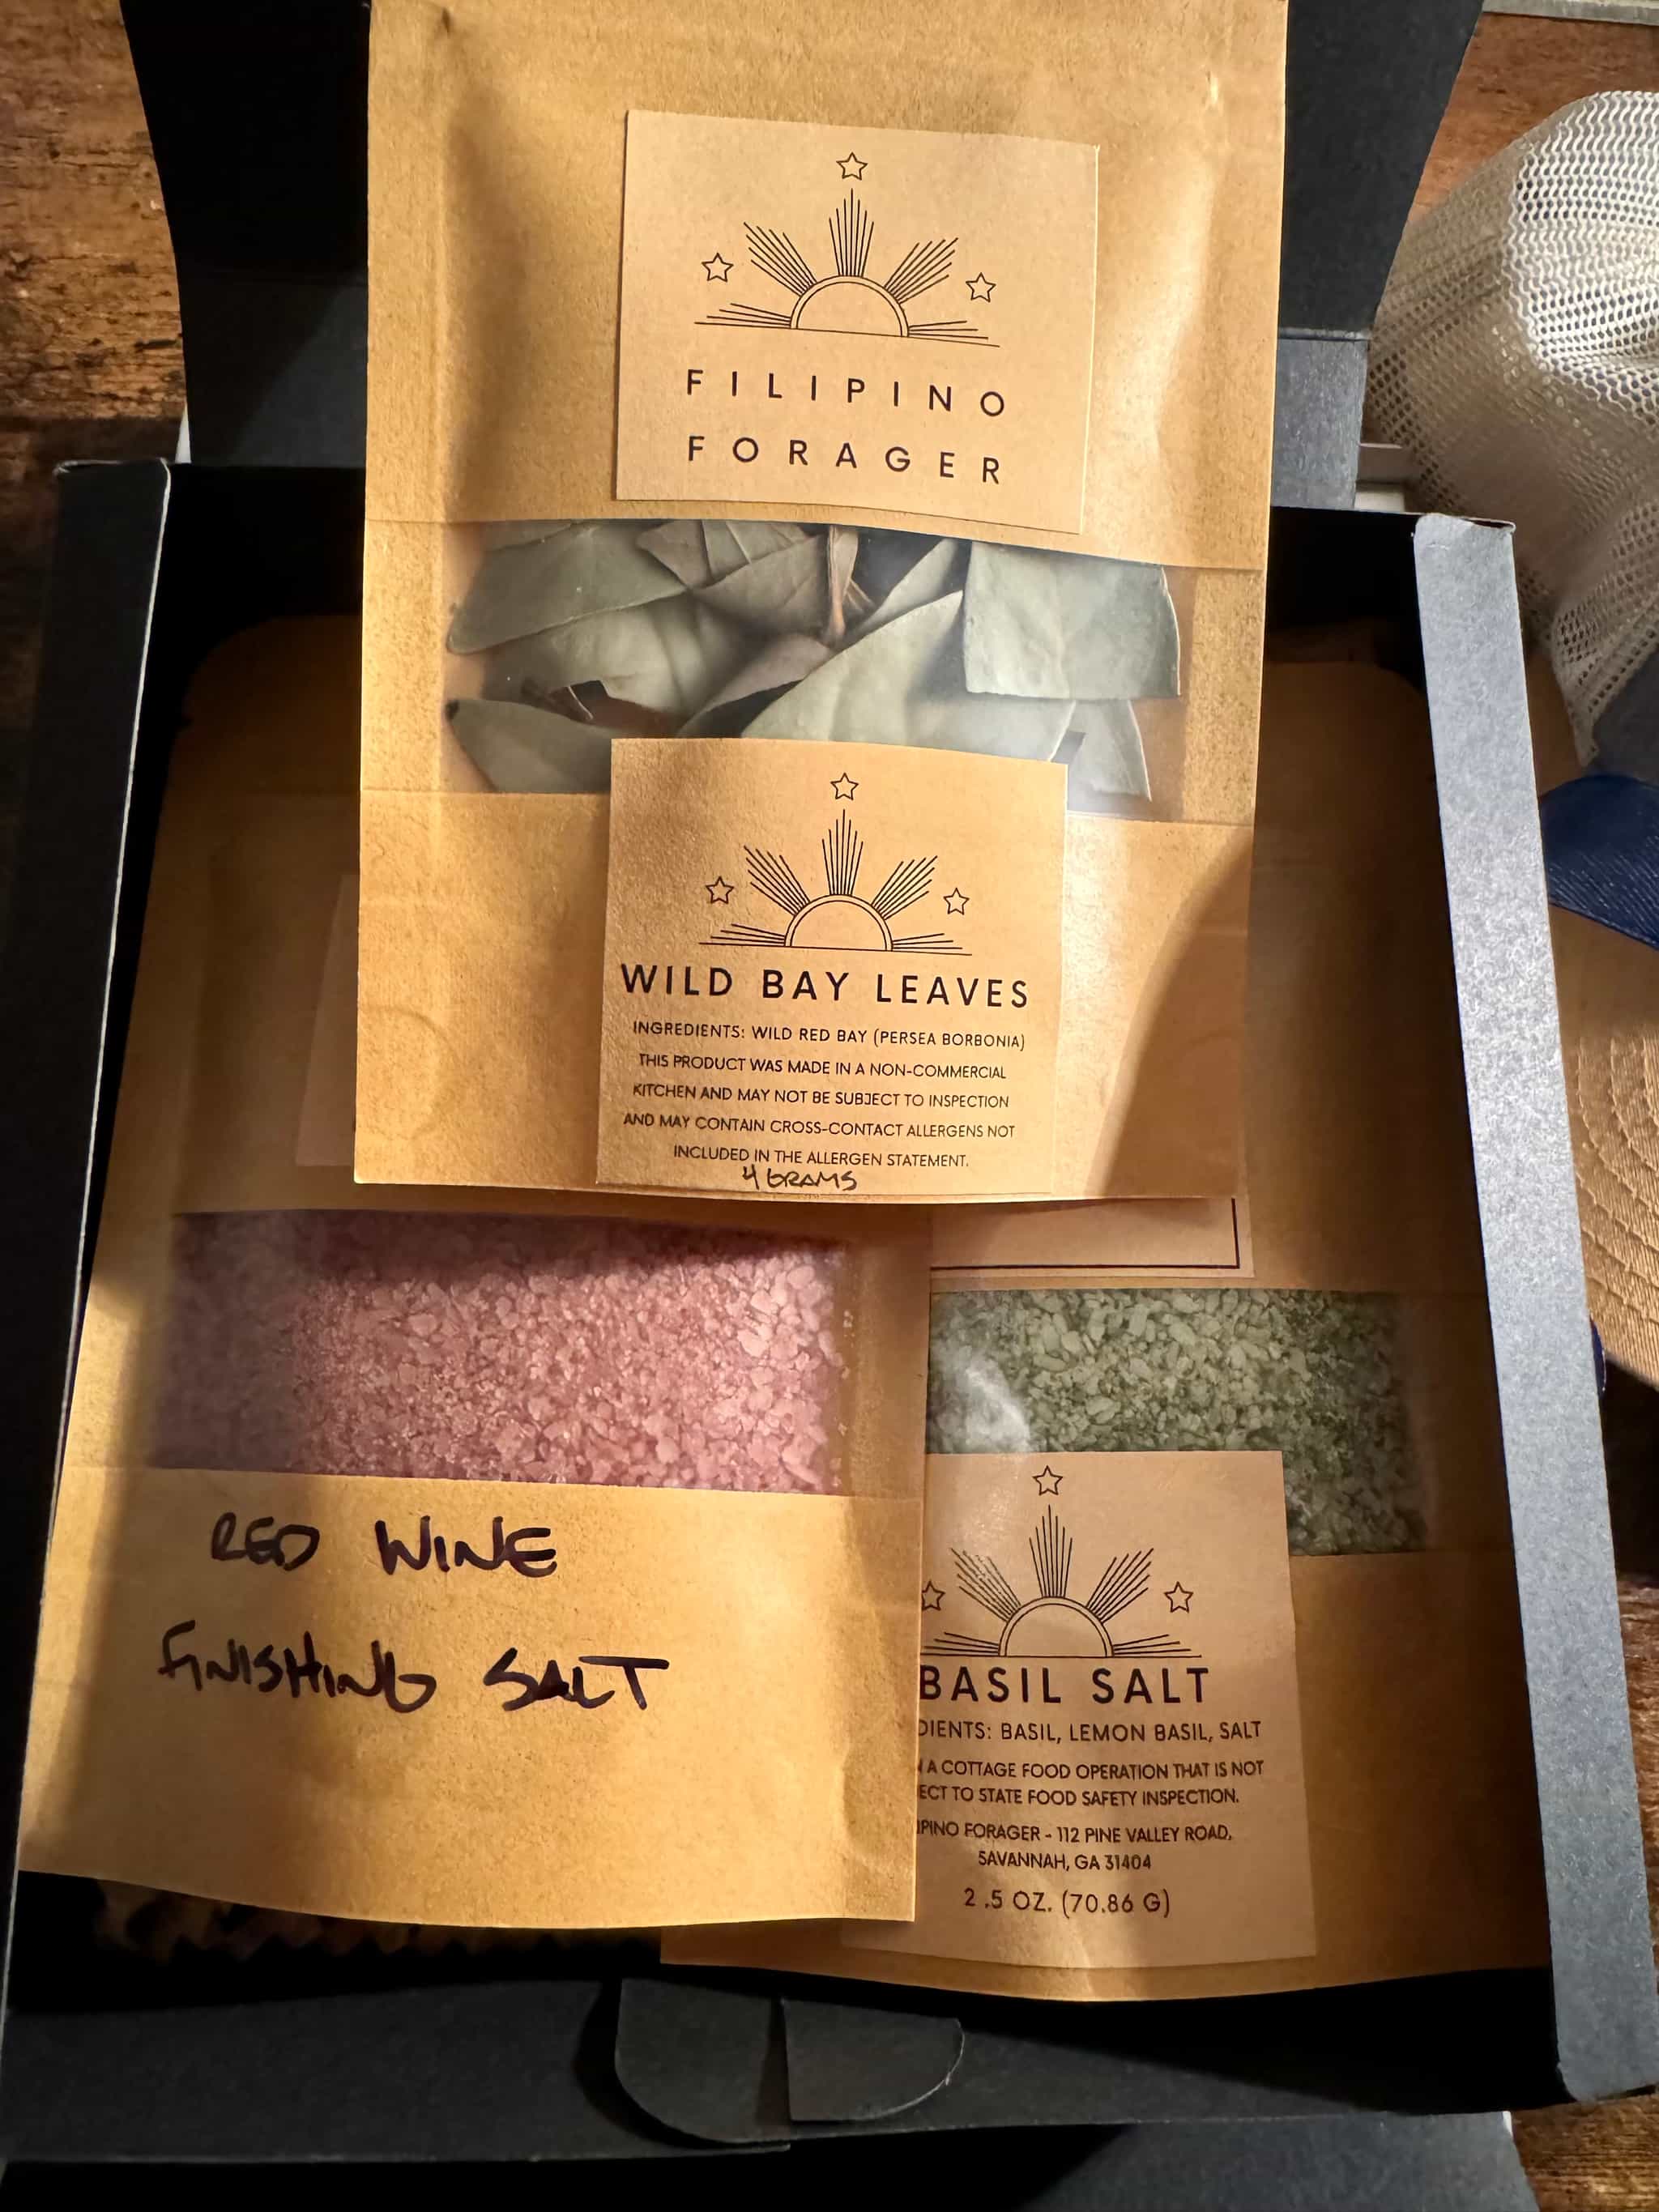 FILIPINO
FORAGER
WILD BAY LEAVES
INGREDIENTS: WILD RED BAY (PERSEA BORBONIA)
THIS PRODUCT WAS MADE IN A NON-COMMERCIAL
KITCHEN AND MAY NOT BE SUBJECT TO INSPECTION
AND MAY CONTAIN CROSS-CONTACT ALLERGENS NOT
INCLUDED IN THE ALLERGEN STATEMENT.
4 GRAMS
RED WINE
FINISHING SALT
BASIL SALT
DIENTS: BASIL, LEMON BASIL, SALT
A COTTAGE FOOD OPERATION THAT IS NOT
ECT TO STATE FOOD SAFETY INSPECTION.
IPINO FORAGER - 112 PINE VALLEY ROAD,
SAVANNAH, GA 31404
2.5 OZ. (70.86 G)